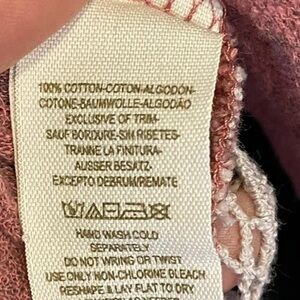 100% COTTON-COTON-ALGODÓN-
COTONE-BAUMWOLLE-ALGODÃO
EXCLUSIVE OF TRIM-
SAUF BORDURE-SIN RIBETES-
TRANNE LA FINITURA-
AUSSER BESATZ-
EXCEPTO DEBRUM/REMATE
HAND WASH COLD
SEPARATELY
DO NOT WRING OR TWIST
USE ONLY NON-CHLORINE BLEACH
RESHAPE & LAY FLAT TO DRY